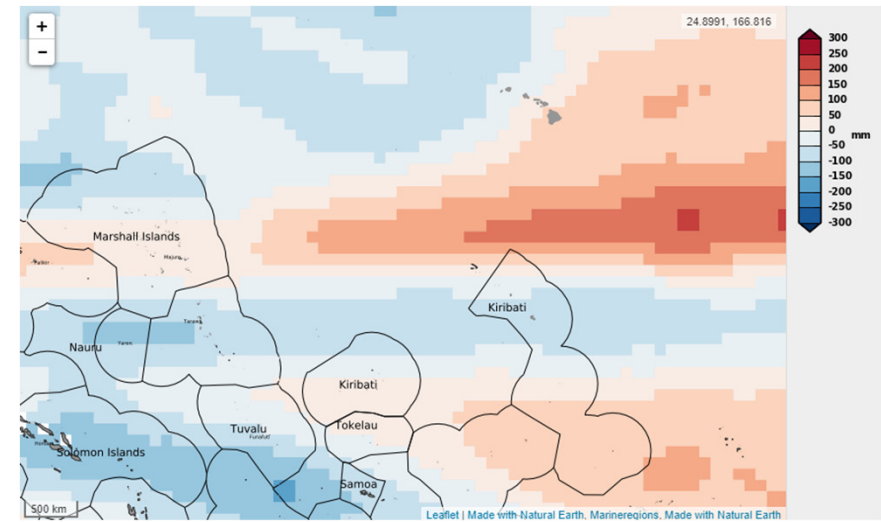 +
−
24.8991, 166.816
300
250
200
150
100
50
0
mm
-50
-100
-150
-200
-250
-300
Marshall Islands
Majuro
Kiribati
Tarawa
Nauru
Yaren
Kiribati
Tuvalu
Funafuti
Tokelau
Solomon Islands
Samoa
500 km
Leaflet | Made with Natural Earth, Marineregions, Made with Natural Earth